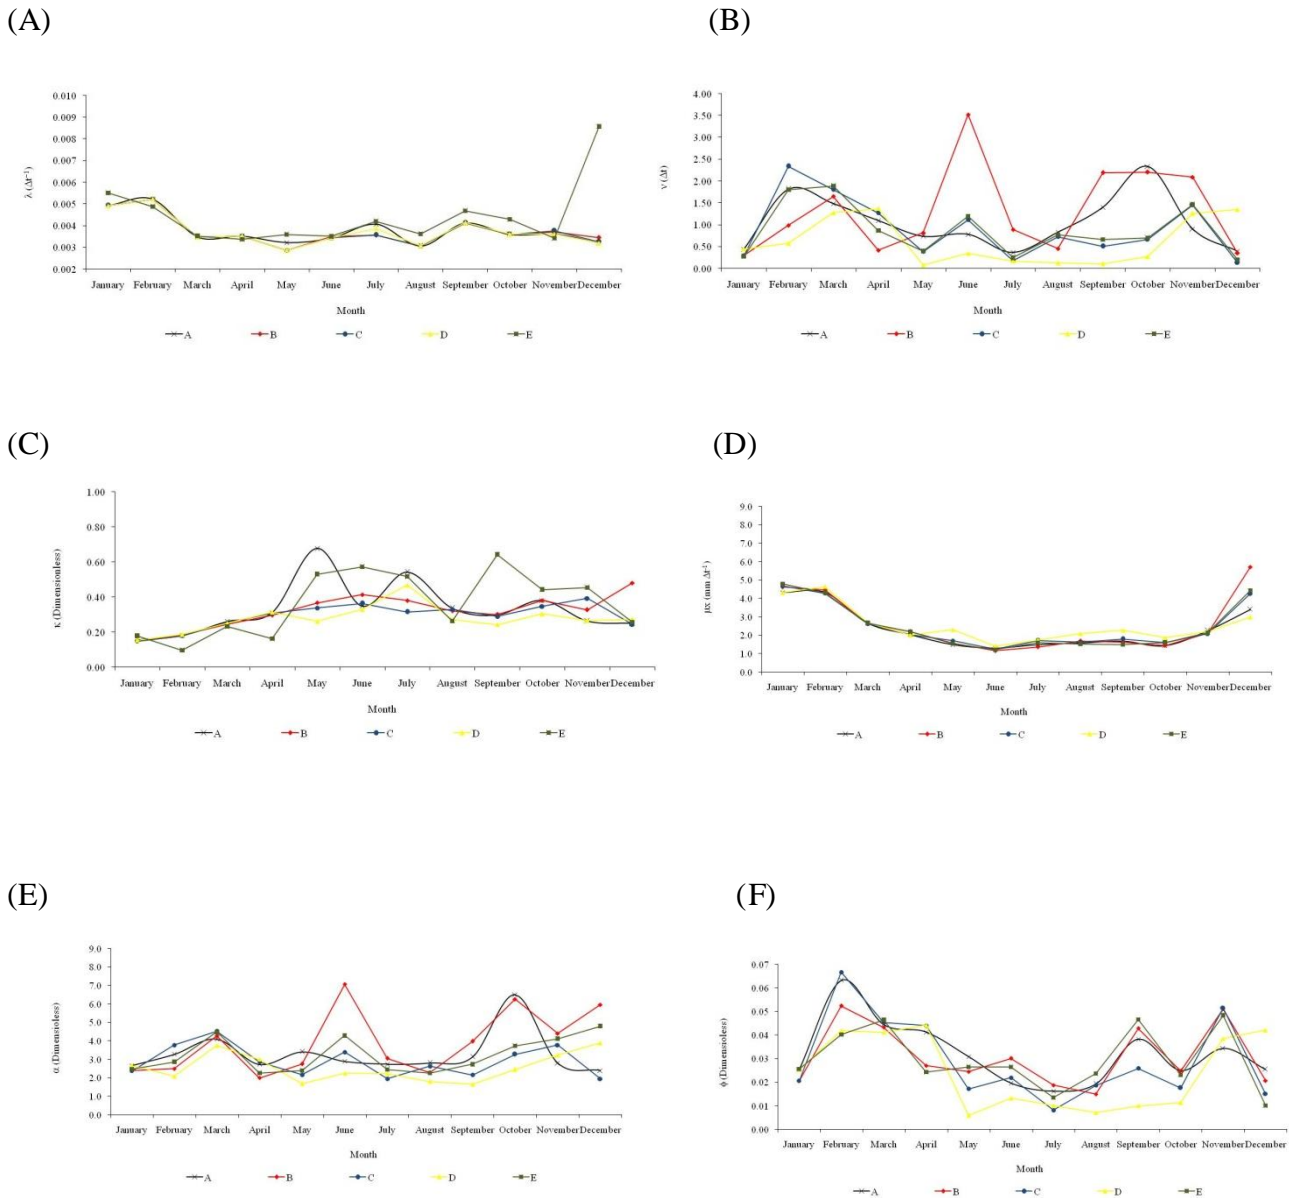 (A)
λ (Δt⁻¹)
0.010
0.009
0.008
0.007
0.006
0.005
0.004
0.003
0.002
January February March April May June July August September October November December
Month
A B C D E
(B)
ν (Δt)
4.00
3.50
3.00
2.50
2.00
1.50
1.00
0.50
0.00
January February March April May June July August September October November December
Month
A B C D E
(C)
κ (Dimensionless)
1.00
0.80
0.60
0.40
0.20
0.00
January February March April May June July August September October November December
Month
A B C D E
(D)
μx (mm Δt⁻¹)
9.0
8.0
7.0
6.0
5.0
4.0
3.0
2.0
1.0
0.0
January February March April May June July August September October November December
Month
A B C D E
(E)
α (Dimensioless)
9.0
8.0
7.0
6.0
5.0
4.0
3.0
2.0
1.0
0.0
January February March April May June July August September October November December
Month
A B C D E
(F)
ϕ (Dimensionless)
0.07
0.06
0.05
0.04
0.03
0.02
0.01
0.00
January February March April May June July August September October November December
Month
A B C D E